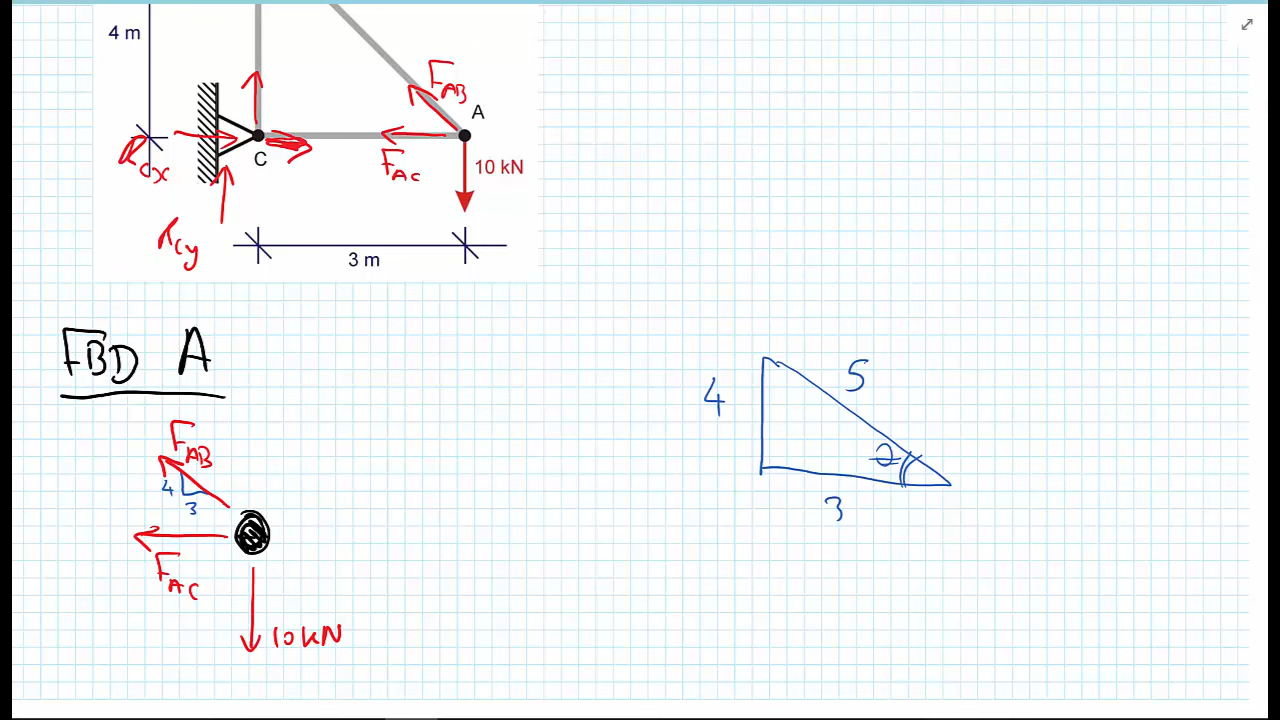 4 m
F_AB
A
R_cx
C
F_AC
10 kN
R_cy
3 m
FBD A
F_AB
4
3
F_AC
10 kN
4
5
3